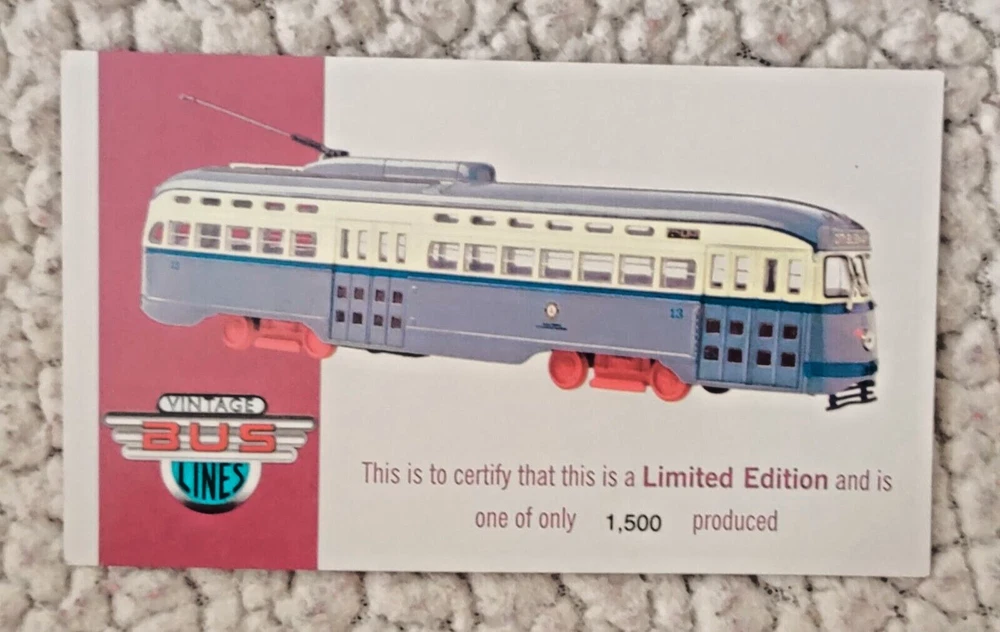 13
VINTAGE
BUS
LINES
This is to certify that this is a Limited Edition and is
one of only 1,500 produced